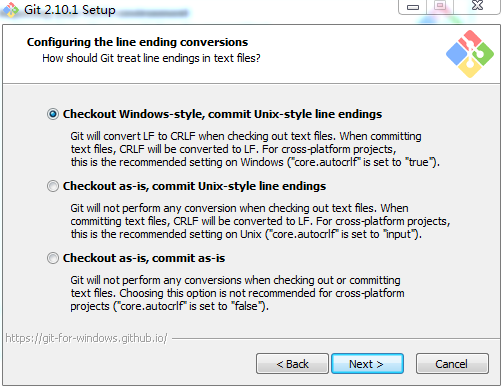 Git 2.10.1 Setup
Configuring the line ending conversions
How should Git treat line endings in text files?
Checkout Windows-style, commit Unix-style line endings
Git will convert LF to CRLF when checking out text files. When committing
text files, CRLF will be converted to LF. For cross-platform projects,
this is the recommended setting on Windows ("core.autocrlf" is set to "true").
Checkout as-is, commit Unix-style line endings
Git will not perform any conversion when checking out text files. When
committing text files, CRLF will be converted to LF. For cross-platform projects,
this is the recommended setting on Unix ("core.autocrlf" is set to "input").
Checkout as-is, commit as-is
Git will not perform any conversions when checking out or committing
text files. Choosing this option is not recommended for cross-platform
projects ("core.autocrlf" is set to "false").
https://git-for-windows.github.io/
< Back
Next >
Cancel